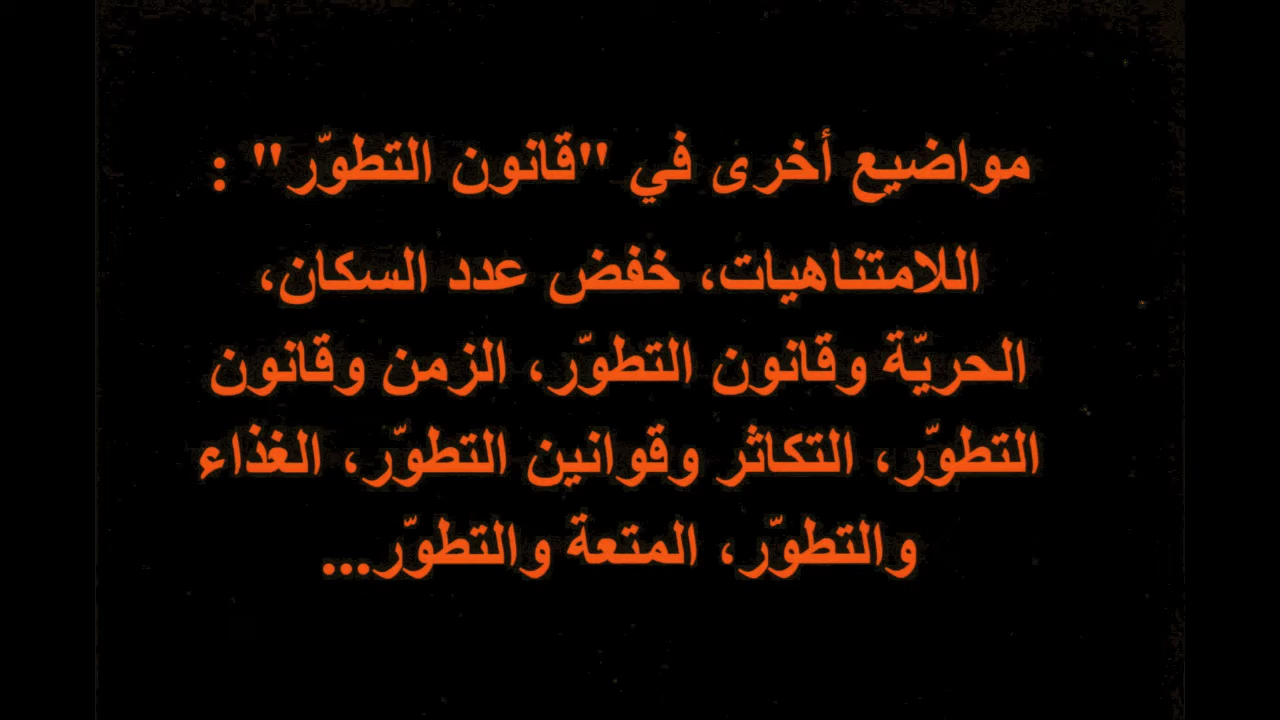 مواضيع أخرى في "قانون التطوّر" :
اللامتناهيات، خفض عدد السكان،
الحريّة وقانون التطوّر، الزمن وقانون
التطوّر، التكاثر وقوانين التطوّر، الغذاء
والتطوّر، المتعة والتطوّر...